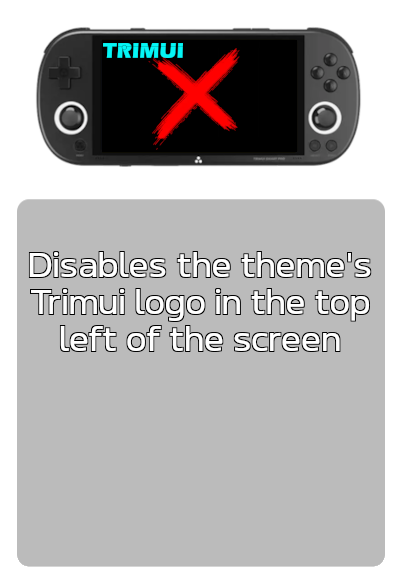 TRIMUI
Disables the theme's
Trimui logo in the top
left of the screen